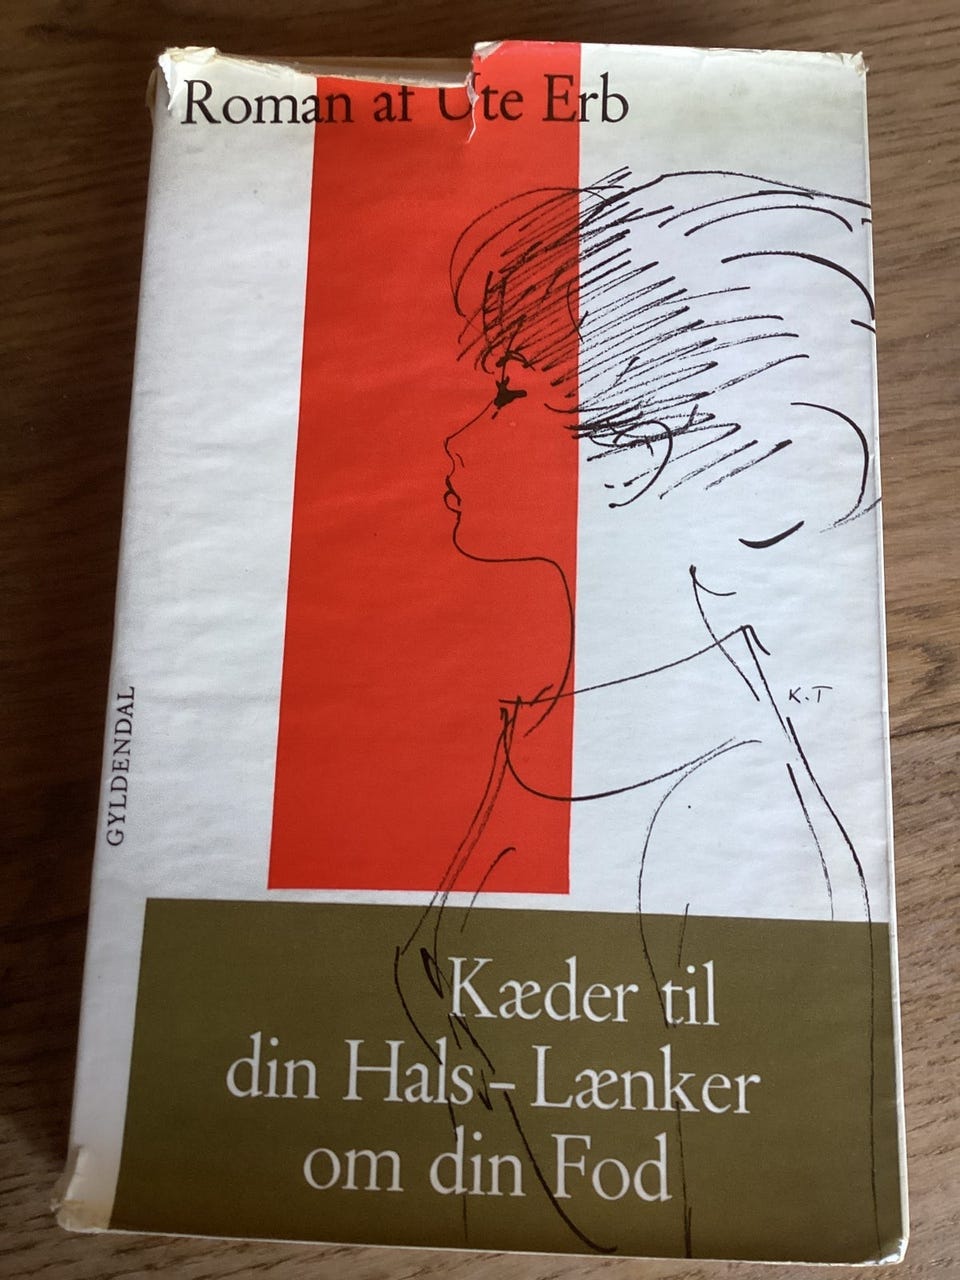 Roman af Ute Erb
K.T
GYLDENDAL
Kæder til
din Hals – Lænker
om din Fod